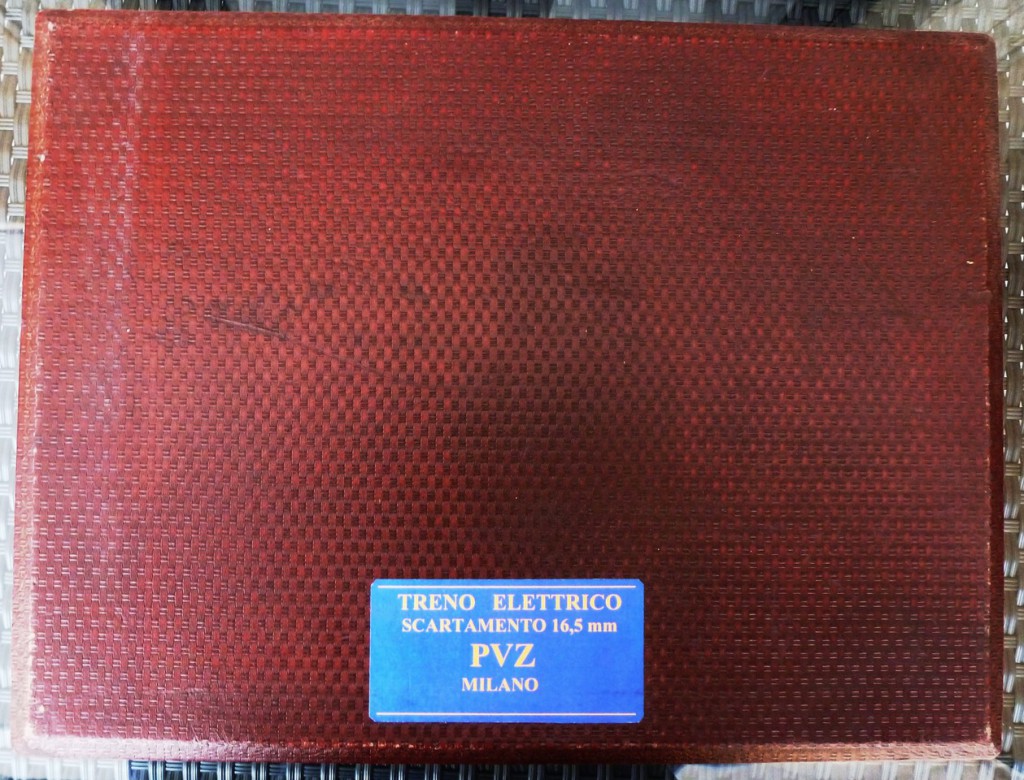 TRENO ELETTRICO
SCARTAMENTO 16,5 mm
PVZ
MILANO